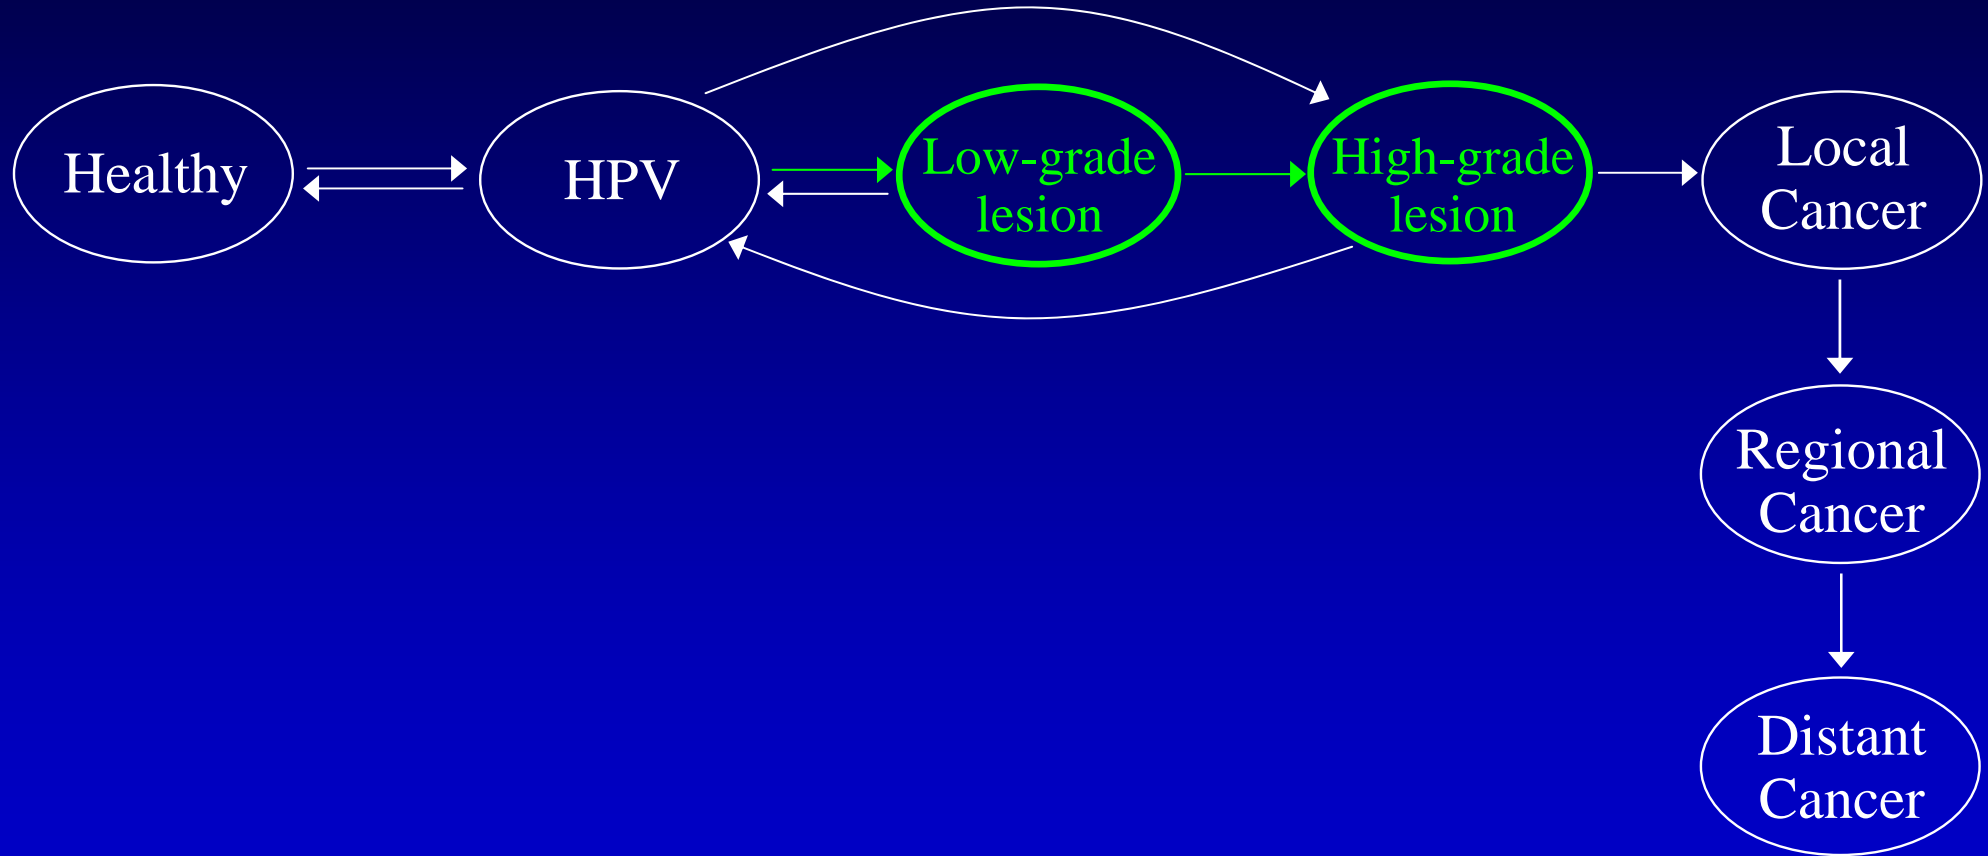 Healthy
HPV
Low-grade
lesion
High-grade
lesion
Local
Cancer
Regional
Cancer
Distant
Cancer